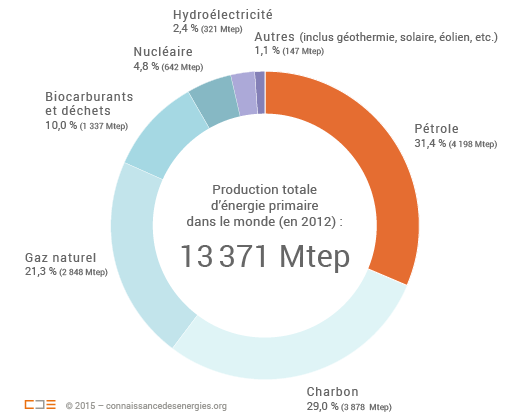 Hydroélectricité
2,4 % (321 Mtep)
Autres (inclus géothermie, solaire, éolien, etc.)
1,1 % (147 Mtep)
Nucléaire
4,8 % (642 Mtep)
Biocarburants
et déchets
10,0 % (1 337 Mtep)
Pétrole
31,4 % (4 198 Mtep)
Production totale
d'énergie primaire
dans le monde (en 2012) :
13 371 Mtep
Gaz naturel
21,3 % (2 848 Mtep)
Charbon
29,0 % (3 878 Mtep)
CDE © 2015 – connaissancedesenergies.org